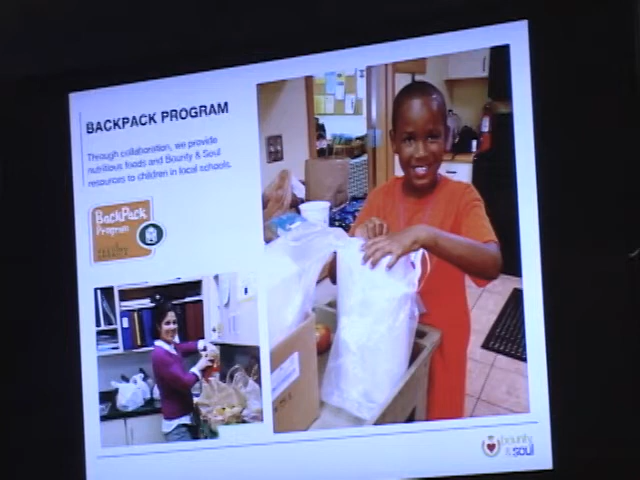 BACKPACK PROGRAM
Through collaboration, we provide
nutritious foods and Bounty & Soul
resources to children in local schools.
BackPack
Program
bounty
& soul